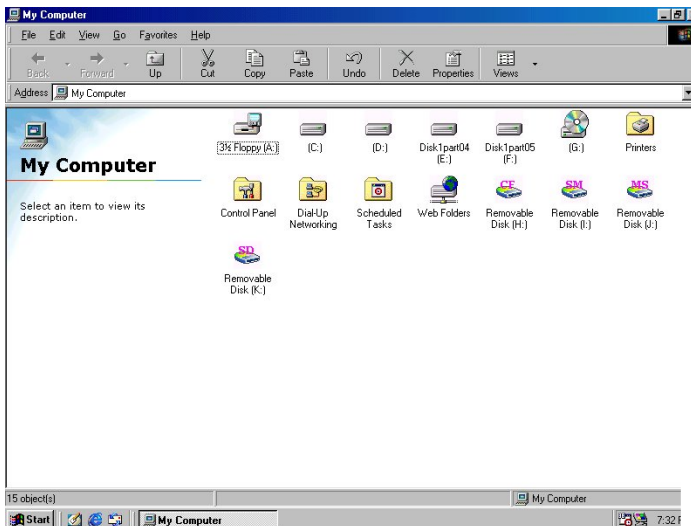 My Computer
File Edit View Go Favorites Help
Back Forward Up Cut Copy Paste Undo Delete Properties Views
Address My Computer
3½ Floppy (A:) (C:) (D:) Disk1part04 (E:) Disk1part05 (F:) (G:) Printers
My Computer
Select an item to view its
description.
Control Panel Dial-Up Networking Scheduled Tasks Web Folders CF Removable Disk (H:) SM Removable Disk (I:) MS Removable Disk (J:)
SD Removable Disk (K:)
15 object(s) My Computer
Start My Computer 7:32